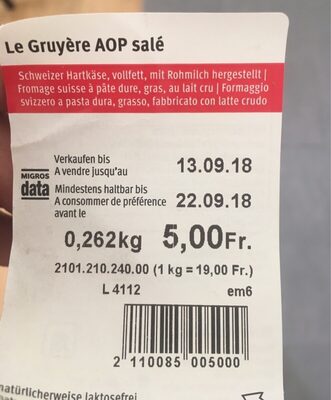 Le Gruyère AOP salé
Schweizer Hartkäse, vollfett, mit Rohmilch hergestellt |
Fromage suisse à pâte dure, gras, au lait cru | Formaggio
svizzero a pasta dura, grasso, fabbricato con latte crudo
Verkaufen bis
A vendre jusqu'au
13.09.18
MIGROS
data
Mindestens haltbar bis
A consommer de préférence
avant le
22.09.18
0,262kg 5,00Fr.
2101.210.240.00 (1 kg = 19,00 Fr.)
L 4112 em6
2 110085 005000
natürlicherweise laktosefrei